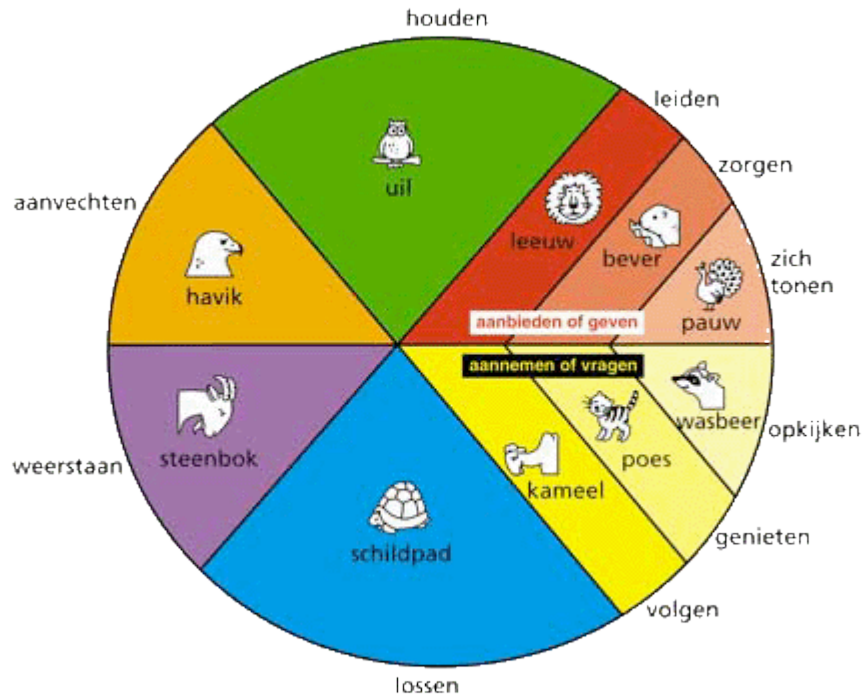 houden
leiden
zorgen
aanvechten
uil
leeuw
bever
zich
tonen
havik
aanbieden of geven
pauw
aannemen of vragen
wasbeer
opkijken
weerstaan
steenbok
poes
kameel
schildpad
genieten
volgen
lossen